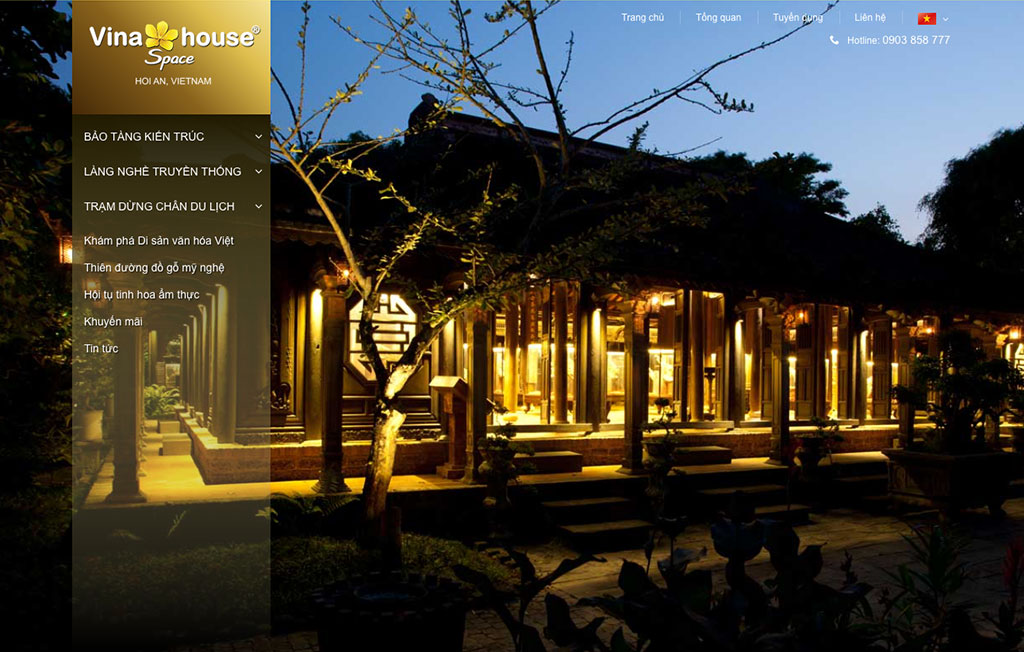 Vina house®
Space
HOI AN, VIETNAM
Trang chủ
Tổng quan
Tuyển dụng
Liên hệ
Hotline: 0903 858 777
BẢO TÀNG KIẾN TRÚC
LÀNG NGHỀ TRUYỀN THỐNG
TRẠM DỪNG CHÂN DU LỊCH
Khám phá Di sản văn hóa Việt
Thiên đường đồ gỗ mỹ nghệ
Hội tụ tinh hoa ẩm thực
Khuyến mãi
Tin tức